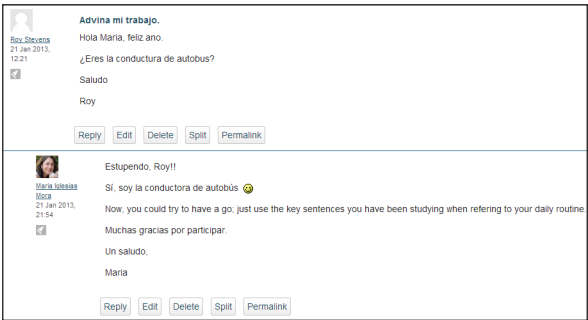 Advina mi trabajo.
Roy Stevens
21 Jan 2013,
12:21
Hola Maria, feliz ano.
¿Eres la conductura de autobus?
Saludo
Roy
Reply Edit Delete Split Permalink
Maria Iglesias
Mora
21 Jan 2013,
21:54
Estupendo, Roy!!
Sí, soy la conductora de autobús
Now, you could try to have a go; just use the key sentences you have been studying when refering to your daily routine.
Muchas gracias por participar.
Un saludo,
Maria
Reply Edit Delete Split Permalink